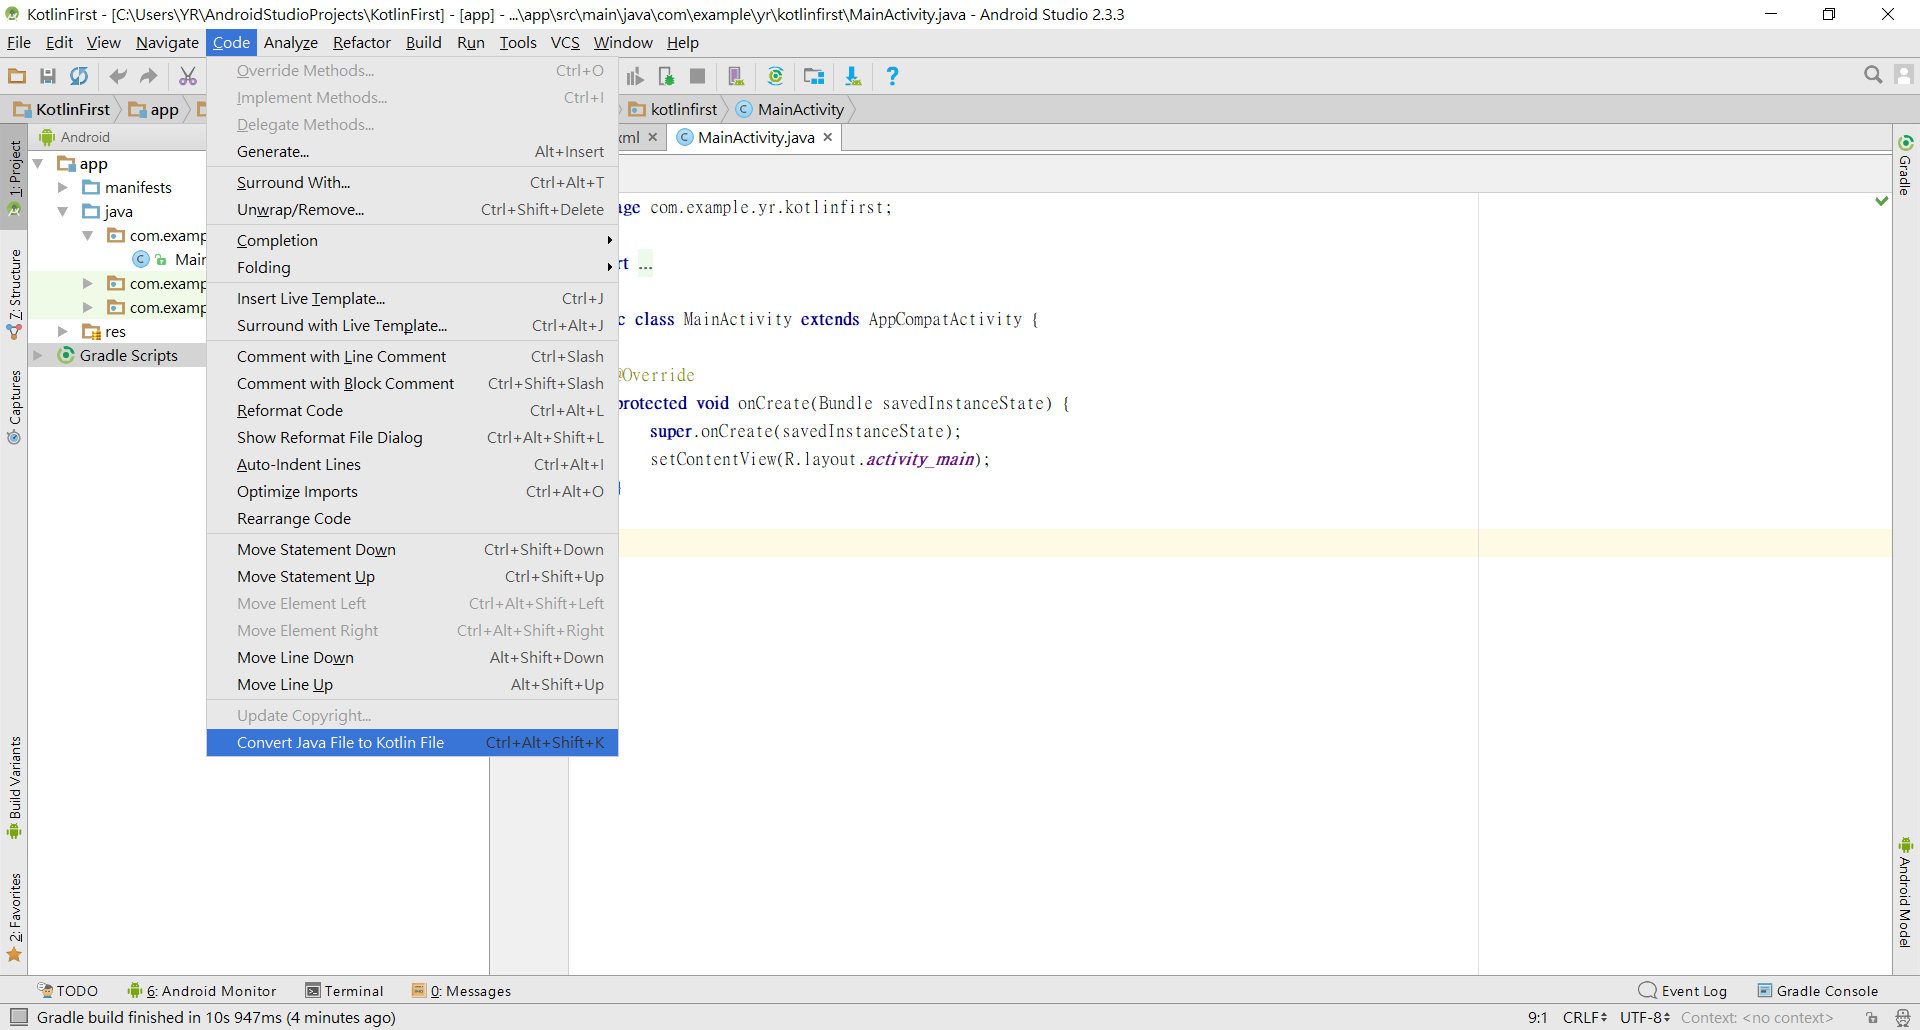 KotlinFirst - [C:\Users\YR\AndroidStudioProjects\KotlinFirst] - [app] - ...\app\src\main\java\com\example\yr\kotlinfirst\MainActivity.java - Android Studio 2.3.3
File Edit View Navigate Code Analyze Refactor Build Run Tools VCS Window Help
KotlinFirst app kotlinfirst MainActivity
Android
xml MainActivity.java
1: Project
Z: Structure
Captures
Build Variants
2: Favorites
app
manifests
java
com.examp
Mair
com.examp
com.examp
res
Gradle Scripts
Override Methods... Ctrl+O
Implement Methods... Ctrl+I
Delegate Methods...
Generate... Alt+Insert
Surround With... Ctrl+Alt+T
Unwrap/Remove... Ctrl+Shift+Delete
Completion
Folding
Insert Live Template... Ctrl+J
Surround with Live Template... Ctrl+Alt+J
Comment with Line Comment Ctrl+Slash
Comment with Block Comment Ctrl+Shift+Slash
Reformat Code Ctrl+Alt+L
Show Reformat File Dialog Ctrl+Alt+Shift+L
Auto-Indent Lines Ctrl+Alt+I
Optimize Imports Ctrl+Alt+O
Rearrange Code
Move Statement Down Ctrl+Shift+Down
Move Statement Up Ctrl+Shift+Up
Move Element Left Ctrl+Alt+Shift+Left
Move Element Right Ctrl+Alt+Shift+Right
Move Line Down Alt+Shift+Down
Move Line Up Alt+Shift+Up
Update Copyright...
Convert Java File to Kotlin File Ctrl+Alt+Shift+K
age com.example.yr.kotlinfirst;
rt ...
c class MainActivity extends AppCompatActivity {
@Override
protected void onCreate(Bundle savedInstanceState) {
super.onCreate(savedInstanceState);
setContentView(R.layout.activity_main);
}
Gradle
Android Model
TODO 6: Android Monitor Terminal 0: Messages Event Log Gradle Console
Gradle build finished in 10s 947ms (4 minutes ago) 9:1 CRLF UTF-8 Context: <no context>